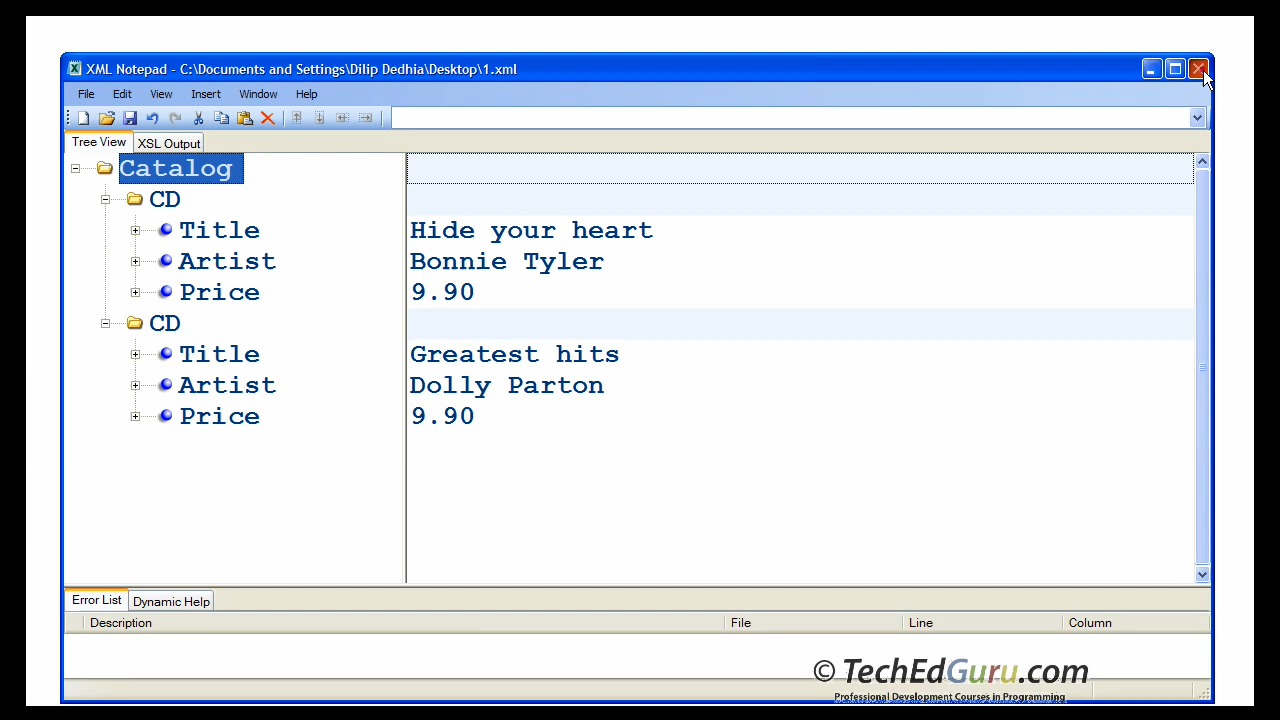 XML Notepad - C:\Documents and Settings\Dilip Dedhia\Desktop\1.xml
File Edit View Insert Window Help
Tree View XSL Output
Catalog
CD
Title Hide your heart
Artist Bonnie Tyler
Price 9.90
CD
Title Greatest hits
Artist Dolly Parton
Price 9.90
Error List Dynamic Help
Description File Line Column
© TechEdGuru.com
Professional Development Courses in Programming